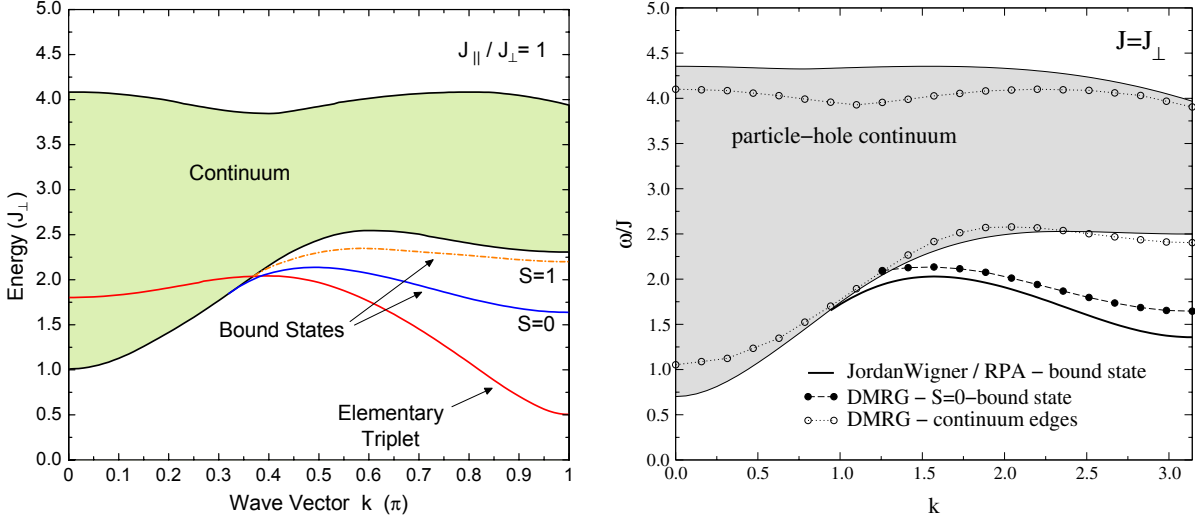 J∥ / J⊥= 1
5.0
4.5
4.0
3.5
3.0
2.5
2.0
1.5
1.0
0.5
0.0
Energy (J⊥)
Continuum
S=1
S=0
Bound States
Elementary
Triplet
0 0.1 0.2 0.3 0.4 0.5 0.6 0.7 0.8 0.9 1
Wave Vector k (π)
J=J⊥
5.0
4.5
4.0
3.5
3.0
2.5
2.0
1.5
1.0
0.5
0.0
ω/J
particle−hole continuum
JordanWigner / RPA − bound state
DMRG − S=0−bound state
DMRG − continuum edges
0.0 0.5 1.0 1.5 2.0 2.5 3.0
k